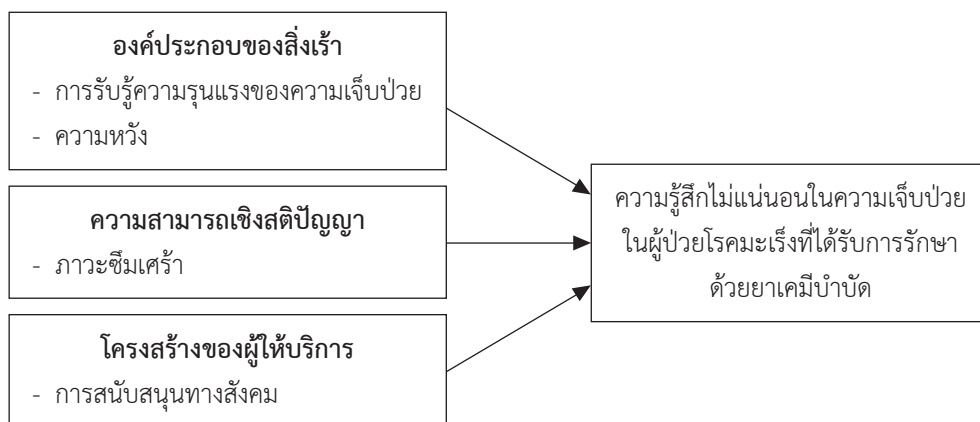 องค์ประกอบของสิ่งเร้า
- การรับรู้ความรุนแรงของความเจ็บป่วย
- ความหวัง
ความสามารถเชิงสติปัญญา
- ภาวะซึมเศร้า
โครงสร้างของผู้ให้บริการ
- การสนับสนุนทางสังคม
ความรู้สึกไม่แน่นอนในความเจ็บป่วย
ในผู้ป่วยโรคมะเร็งที่ได้รับการรักษา
ด้วยยาเคมีบำบัด